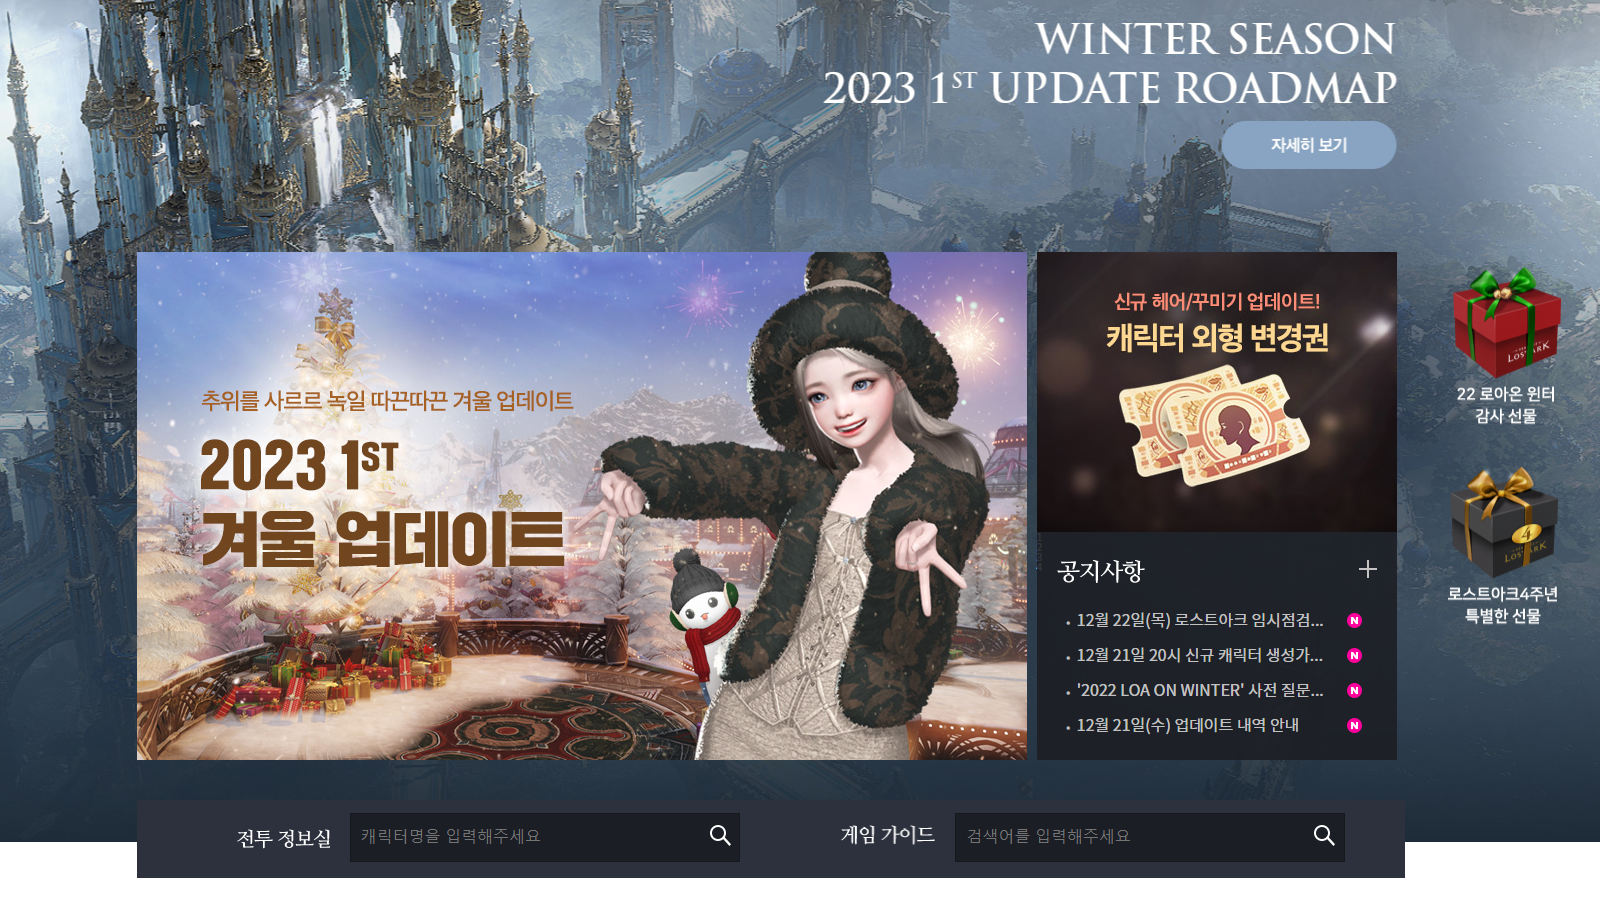 WINTER SEASON
2023 1ST UPDATE ROADMAP
자세히 보기
추위를 사르르 녹일 따끈따끈 겨울 업데이트
2023 1ST
겨울 업데이트
신규 헤어/꾸미기 업데이트!
캐릭터 외형 변경권
공지사항
12월 22일(목) 로스트아크 임시점검...
N
12월 21일 20시 신규 캐릭터 생성가...
N
'2022 LOA ON WINTER' 사전 질문...
N
12월 21일(수) 업데이트 내역 안내
N
LOST ARK
22 로아온 윈터
감사 선물
4
LOST ARK
로스트아크4주년
특별한 선물
전투 정보실
캐릭터명을 입력해주세요
게임 가이드
검색어를 입력해주세요